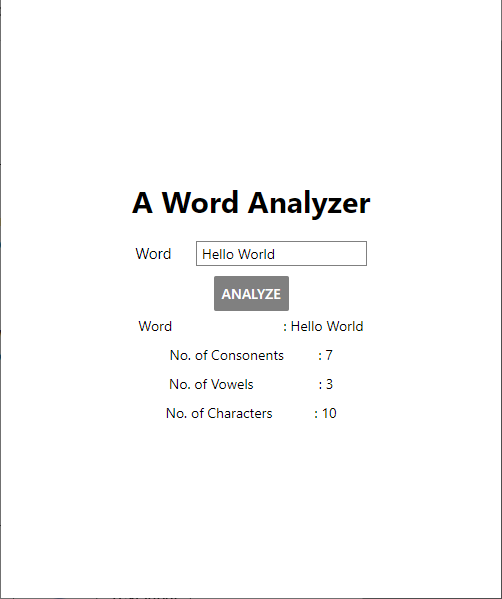 A Word Analyzer
Word Hello World
ANALYZE
Word : Hello World
No. of Consonents : 7
No. of Vowels : 3
No. of Characters : 10